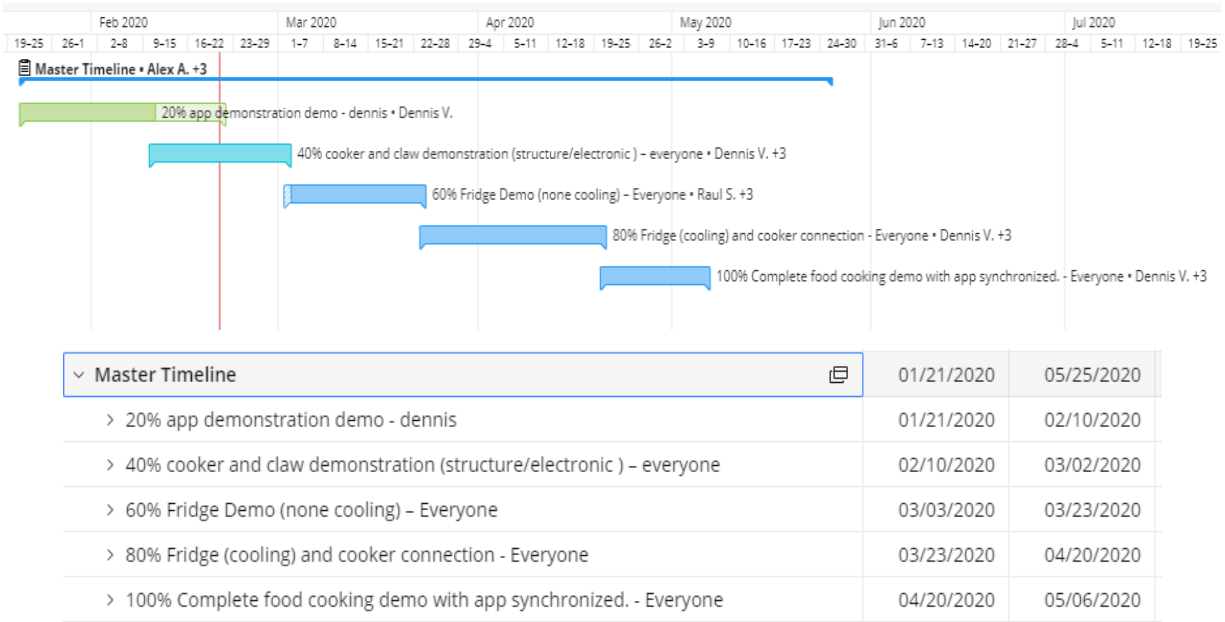 Feb 2020 Mar 2020 Apr 2020 May 2020 Jun 2020 Jul 2020
19-25 26-1 2-8 9-15 16-22 23-29 1-7 8-14 15-21 22-28 29-4 5-11 12-18 19-25 26-2 3-9 10-16 17-23 24-30 31-6 7-13 14-20 21-27 28-4 5-11 12-18 19-25
Master Timeline • Alex A. +3
20% app demonstration demo - dennis • Dennis V.
40% cooker and claw demonstration (structure/electronic ) – everyone • Dennis V. +3
60% Fridge Demo (none cooling) – Everyone • Raul S. +3
80% Fridge (cooling) and cooker connection - Everyone • Dennis V. +3
100% Complete food cooking demo with app synchronized. - Everyone • Dennis V. +3
Master Timeline 01/21/2020 05/25/2020
20% app demonstration demo - dennis 01/21/2020 02/10/2020
40% cooker and claw demonstration (structure/electronic ) – everyone 02/10/2020 03/02/2020
60% Fridge Demo (none cooling) – Everyone 03/03/2020 03/23/2020
80% Fridge (cooling) and cooker connection - Everyone 03/23/2020 04/20/2020
100% Complete food cooking demo with app synchronized. - Everyone 04/20/2020 05/06/2020